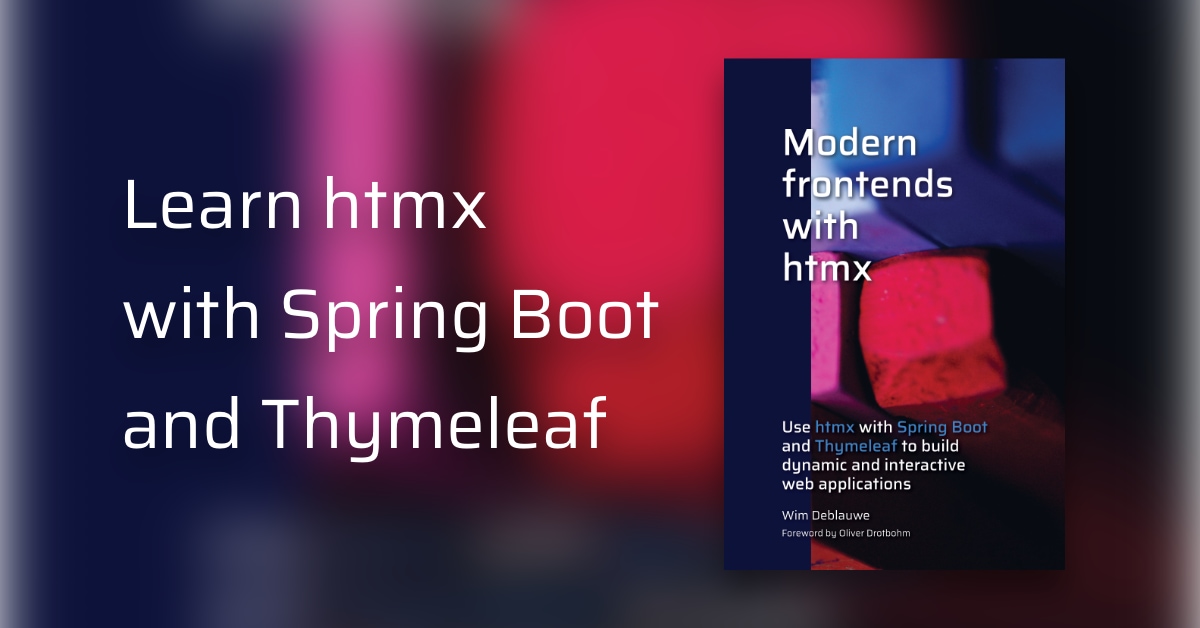 Learn htmx
with Spring Boot
and Thymeleaf
Modern
frontends
with
htmx
Use htmx with Spring Boot
and Thymeleaf to build
dynamic and interactive
web applications
Wim Deblauwe
Foreword by Oliver Drotbohm